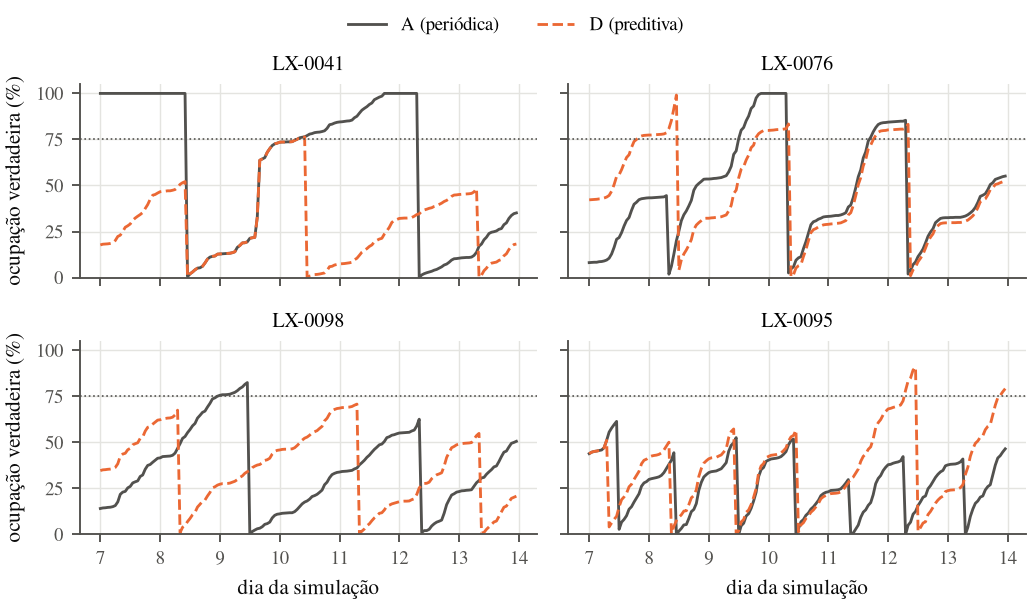 A (periódica) D (preditiva)
LX-0041 LX-0076
ocupação verdadeira (%)
100
75
50
25
0
LX-0098 LX-0095
ocupação verdadeira (%)
100
75
50
25
0
7 8 9 10 11 12 13 14 7 8 9 10 11 12 13 14
dia da simulação dia da simulação